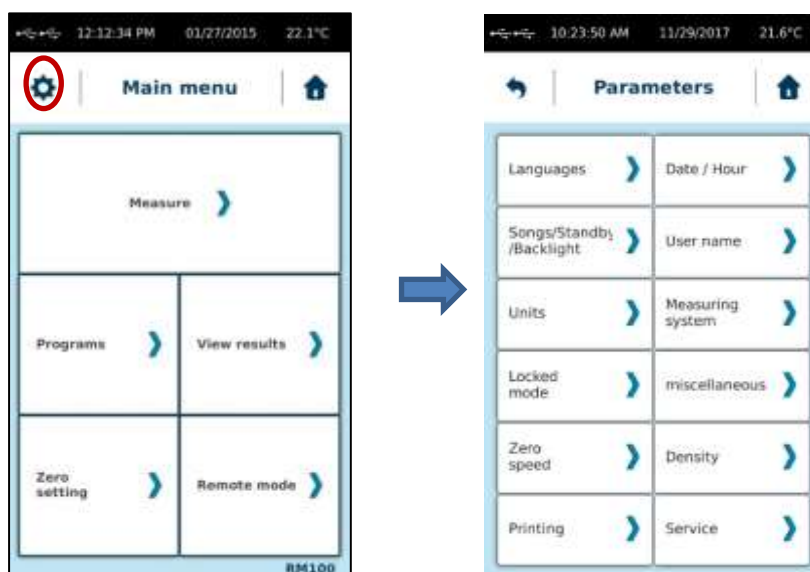 12:12:34 PM 01/27/2015 22.1°C
Main menu
Measure
Programs
View results
Zero
setting
Remote mode
RM100
10:23:50 AM 11/29/2017 21.6°C
Parameters
Languages
Date / Hour
Songs/Standby
/Backlight
User name
Units
Measuring
system
Locked
mode
miscellaneous
Zero
speed
Density
Printing
Service